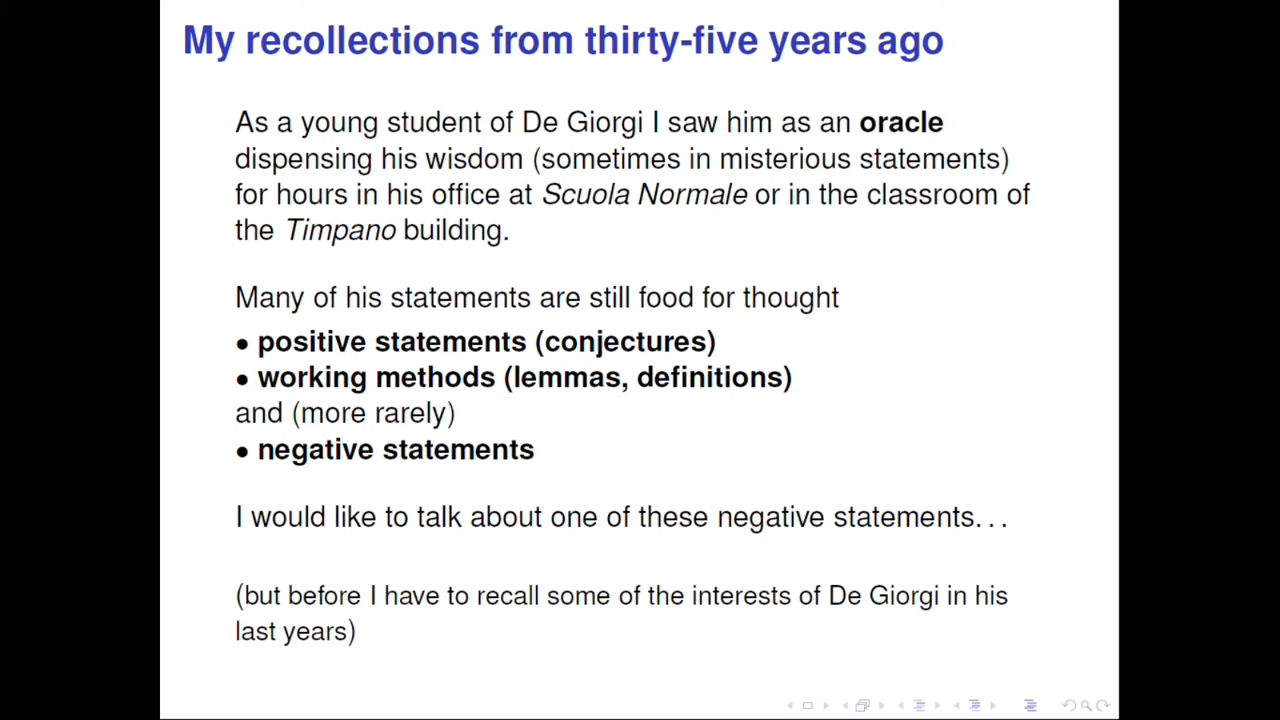 My recollections from thirty-five years ago
As a young student of De Giorgi I saw him as an oracle
dispensing his wisdom (sometimes in misterious statements)
for hours in his office at Scuola Normale or in the classroom of
the Timpano building.
Many of his statements are still food for thought
• positive statements (conjectures)
• working methods (lemmas, definitions)
and (more rarely)
• negative statements
I would like to talk about one of these negative statements...
(but before I have to recall some of the interests of De Giorgi in his
last years)